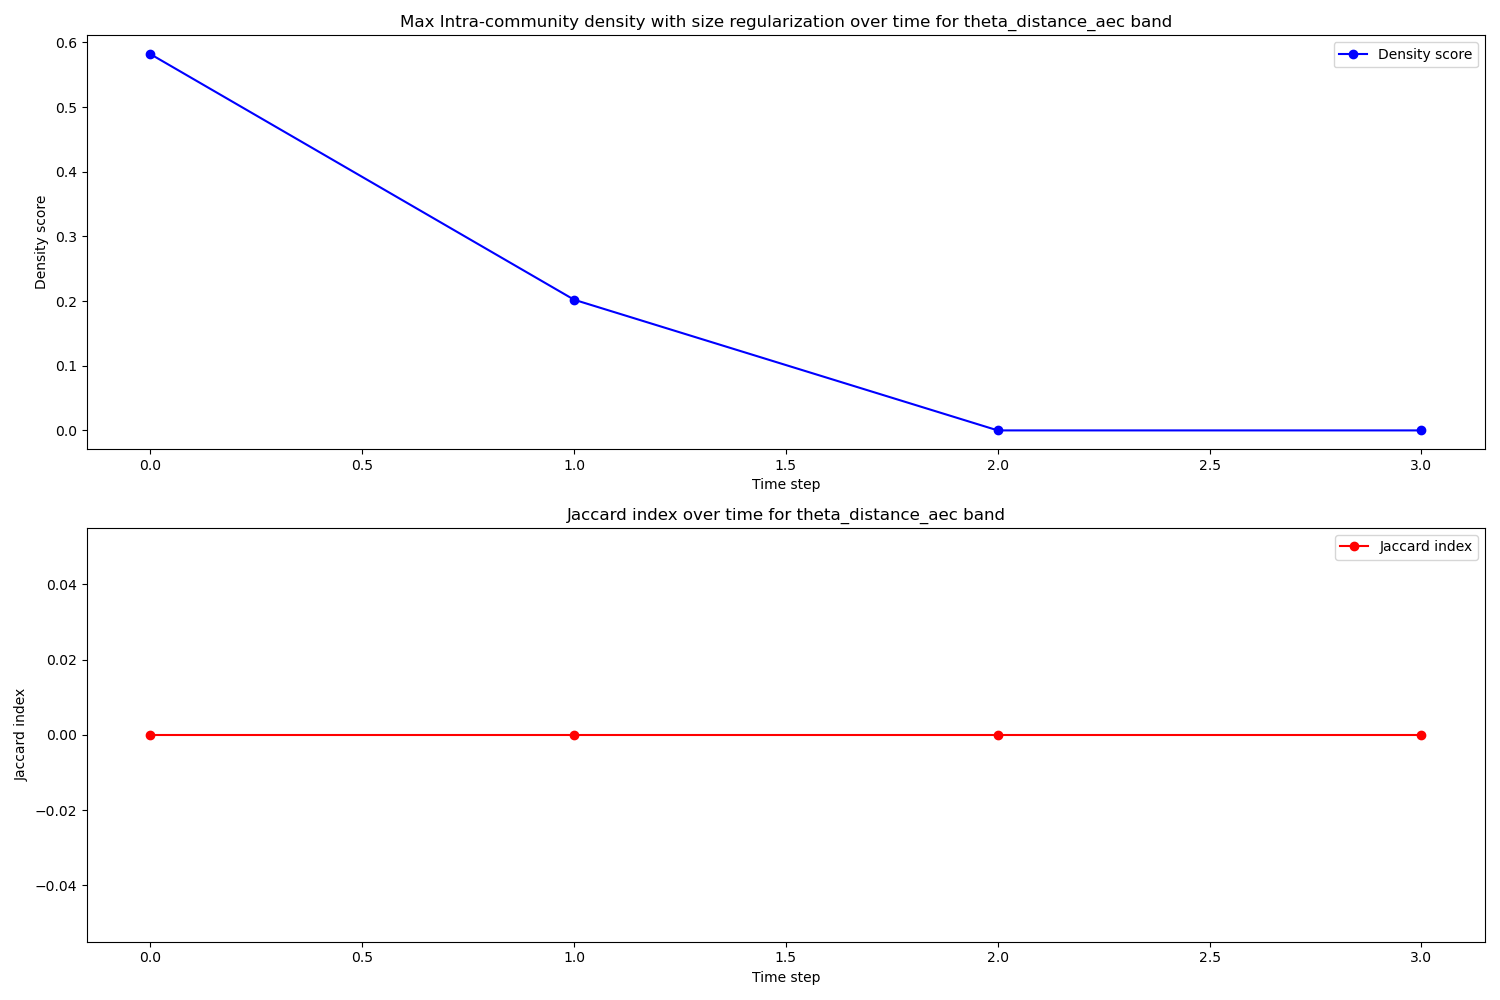 Max Intra-community density with size regularization over time for theta_distance_aec band
Density score
0.6
0.5
0.4
0.3
0.2
0.1
0.0
Density score
0.0 0.5 1.0 1.5 2.0 2.5 3.0
Time step
Jaccard index over time for theta_distance_aec band
Jaccard index
0.04
0.02
0.00
−0.02
−0.04
Jaccard index
0.0 0.5 1.0 1.5 2.0 2.5 3.0
Time step